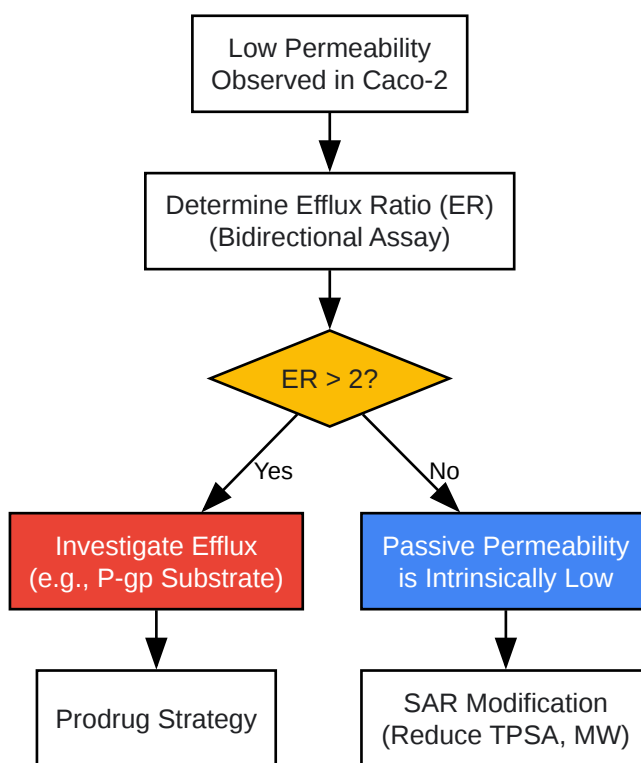 Low Permeability
Observed in Caco-2
Determine Efflux Ratio (ER)
(Bidirectional Assay)
ER > 2?
Yes
No
Investigate Efflux
(e.g., P-gp Substrate)
Passive Permeability
is Intrinsically Low
Prodrug Strategy
SAR Modification
(Reduce TPSA, MW)